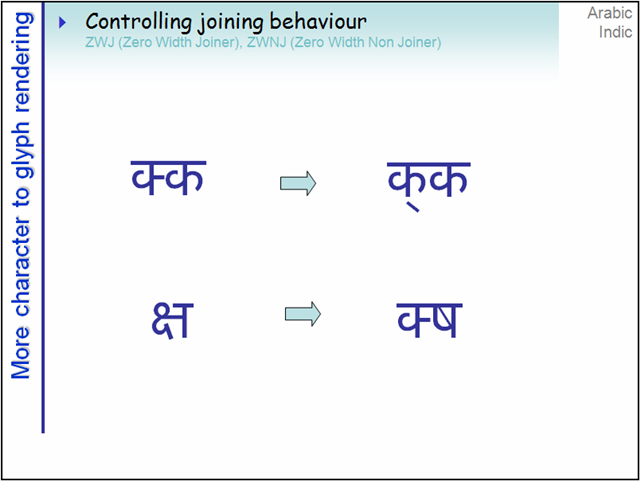 More character to glyph rendering
Controlling joining behaviour
ZWJ (Zero Width Joiner), ZWNJ (Zero Width Non Joiner)
Arabic
Indic
क्क क्‌क
क्ष क्‍ष